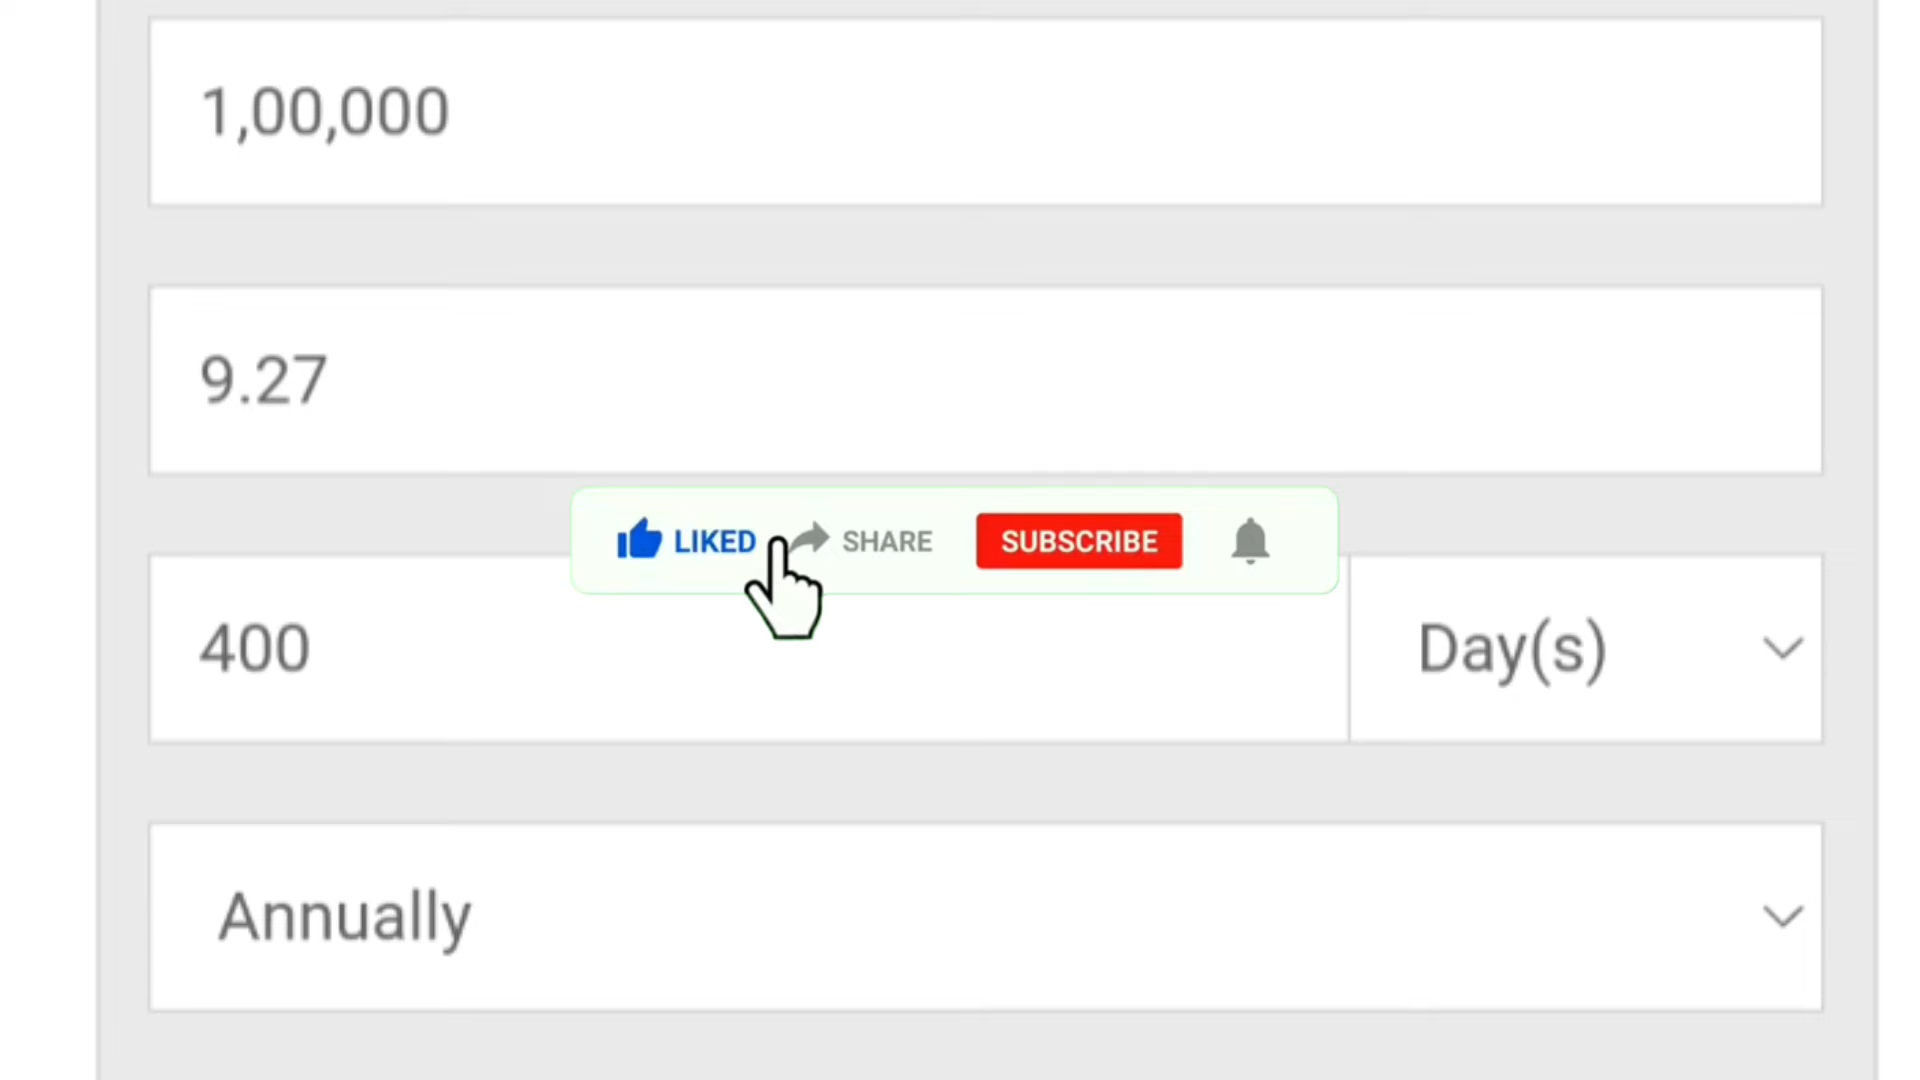 1,00,000
9.27
LIKED SHARE SUBSCRIBE
400 Day(s)
Annually